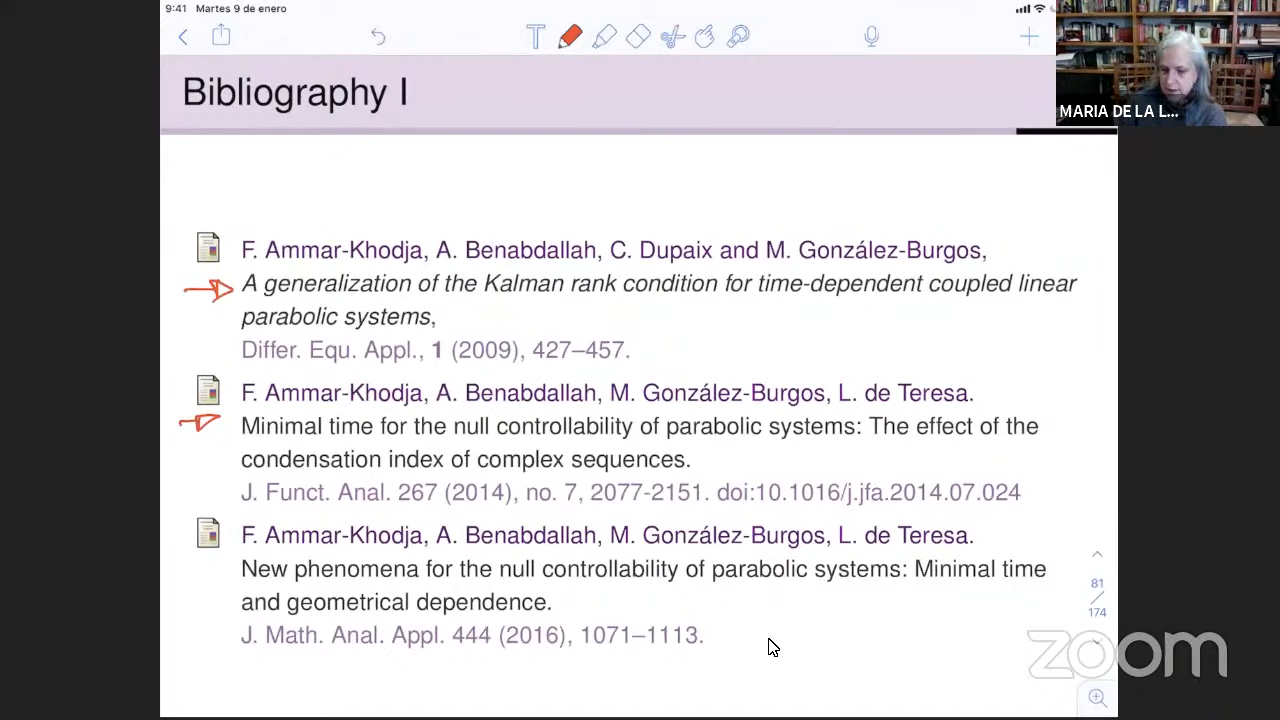 9:41 Martes 9 de enero
Bibliography I
MARIA DE LA L...
F. Ammar-Khodja, A. Benabdallah, C. Dupaix and M. González-Burgos,
A generalization of the Kalman rank condition for time-dependent coupled linear
parabolic systems,
Differ. Equ. Appl., 1 (2009), 427–457.
F. Ammar-Khodja, A. Benabdallah, M. González-Burgos, L. de Teresa.
Minimal time for the null controllability of parabolic systems: The effect of the
condensation index of complex sequences.
J. Funct. Anal. 267 (2014), no. 7, 2077-2151. doi:10.1016/j.jfa.2014.07.024
F. Ammar-Khodja, A. Benabdallah, M. González-Burgos, L. de Teresa.
New phenomena for the null controllability of parabolic systems: Minimal time
and geometrical dependence.
J. Math. Anal. Appl. 444 (2016), 1071–1113.
81
174
zoom